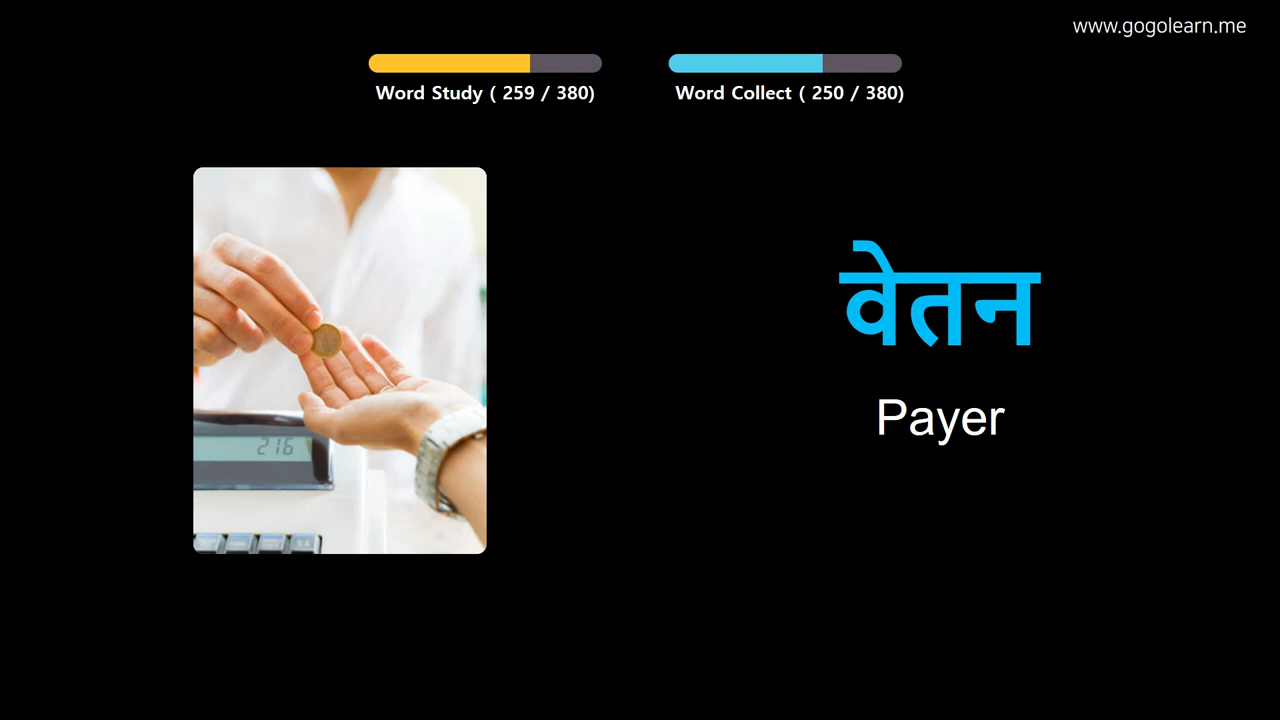 www.gogolearn.me
Word Study ( 259 / 380)
Word Collect ( 250 / 380)
वेतन
Payer
216